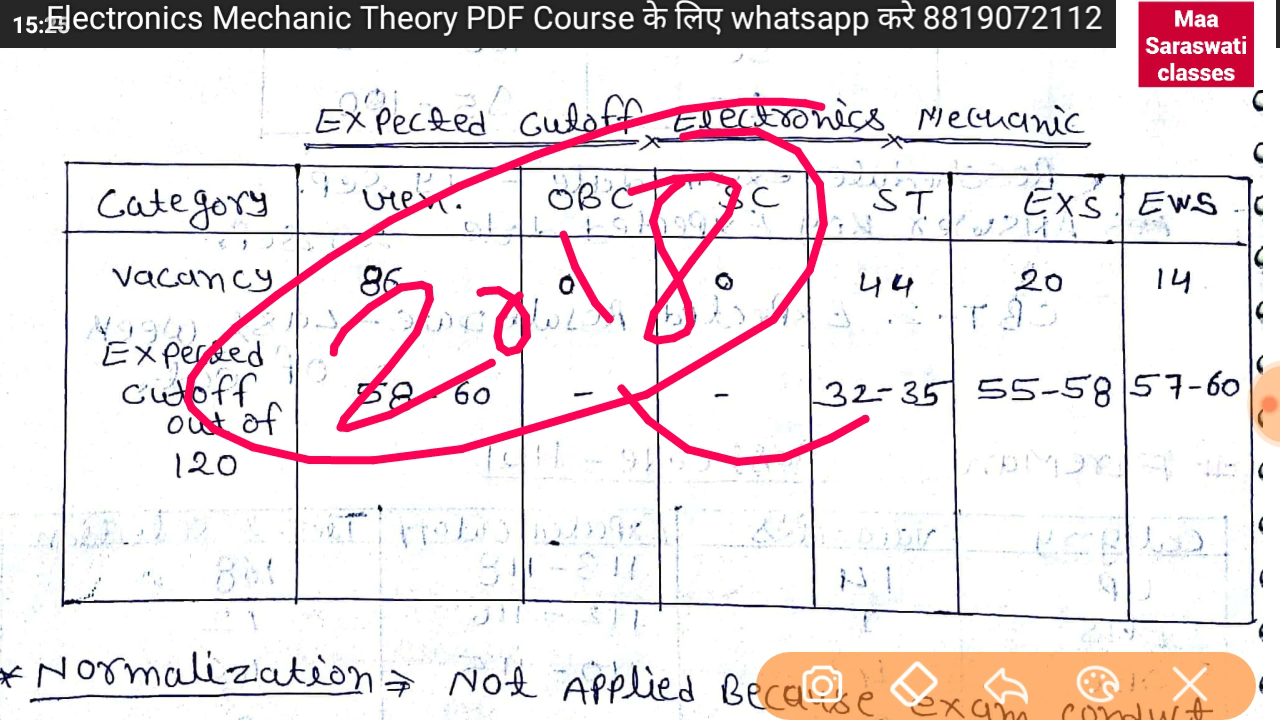 Electronics Mechanic Theory PDF Course के लिए whatsapp करे 8819072112
15:25
Maa
Saraswati
classes
Expected Cutoff Electronics Mechanic
Category Gen. OBC SC ST EXS EWS
Vacancy 86 0 0 44 20 14
Expected
Cutoff 58-60 - - 32-35 55-58 57-60
out of
120
2018
* Normalization ⇒ Not Applied Because exam conduct